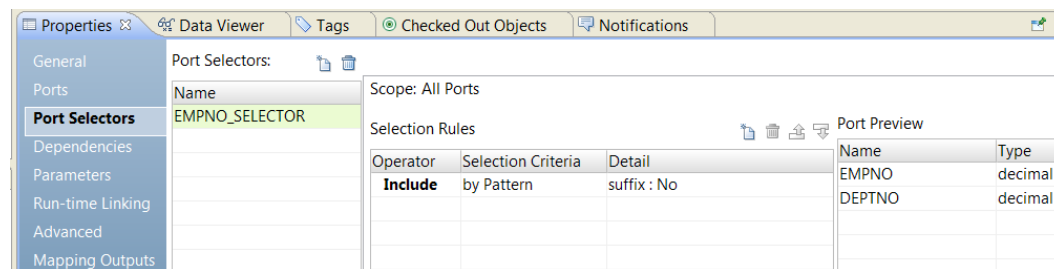 Properties Data Viewer Tags Checked Out Objects Notifications
General
Ports
Port Selectors
Dependencies
Parameters
Run-time Linking
Advanced
Mapping Outputs
Port Selectors:
Name
EMPNO_SELECTOR
Scope: All Ports
Selection Rules
Operator Selection Criteria Detail
Include by Pattern suffix : No
Port Preview
Name Type
EMPNO decimal
DEPTNO decimal